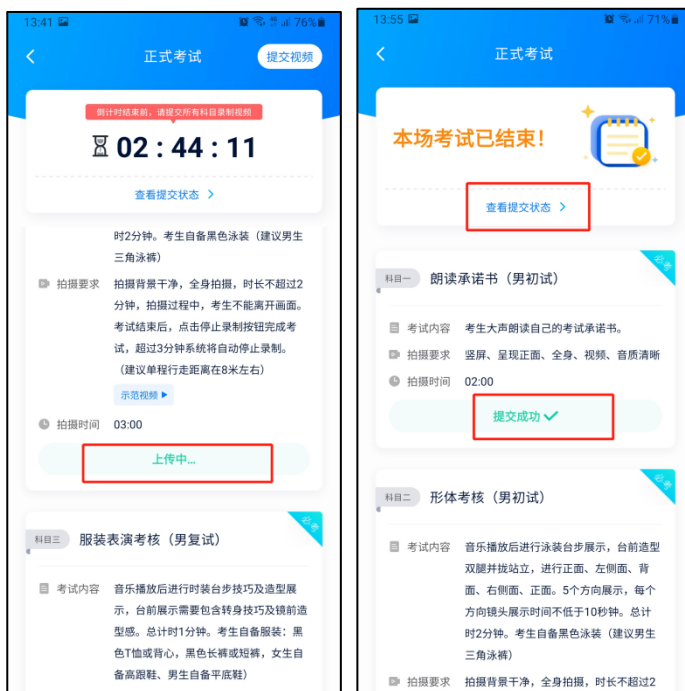 13:41
76%
正式考试
提交视频
倒计时结束前，请提交所有科目录制视频
02 : 44 : 11
查看提交状态
时2分钟。考生自备黑色泳装（建议男生
三角泳裤）
拍摄要求 拍摄背景干净，全身拍摄，时长不超过2
分钟，拍摄过程中，考生不能离开画面。
考试结束后，点击停止录制按钮完成考
试，超过3分钟系统将自动停止录制。
（建议单程行走距离在8米左右）
示范视频
拍摄时间 03:00
上传中...
必考
科目三 服装表演考核（男复试）
考试内容 音乐播放后进行时装台步技巧及造型展
示，台前展示需要包含转身技巧及镜前造
型感。总计时1分钟。考生自备服装：黑
色T恤或背心，黑色长裤或短裤，女生自
备高跟鞋、男生自备平底鞋）
13:55
71%
正式考试
本场考试已结束！
查看提交状态
必考
科目一 朗读承诺书（男初试）
考试内容 考生大声朗读自己的考试承诺书。
拍摄要求 竖屏、呈现正面、全身、视频、音质清晰
拍摄时间 02:00
提交成功
必考
科目二 形体考核（男初试）
考试内容 音乐播放后进行泳装台步展示，台前造型
双腿并拢站立，进行正面、左侧面、背
面、右侧面、正面。5个方向展示，每个
方向镜头展示时间不低于10秒钟。总计
时2分钟。考生自备黑色泳装（建议男生
三角泳裤）
拍摄要求 拍摄背景干净，全身拍摄，时长不超过2